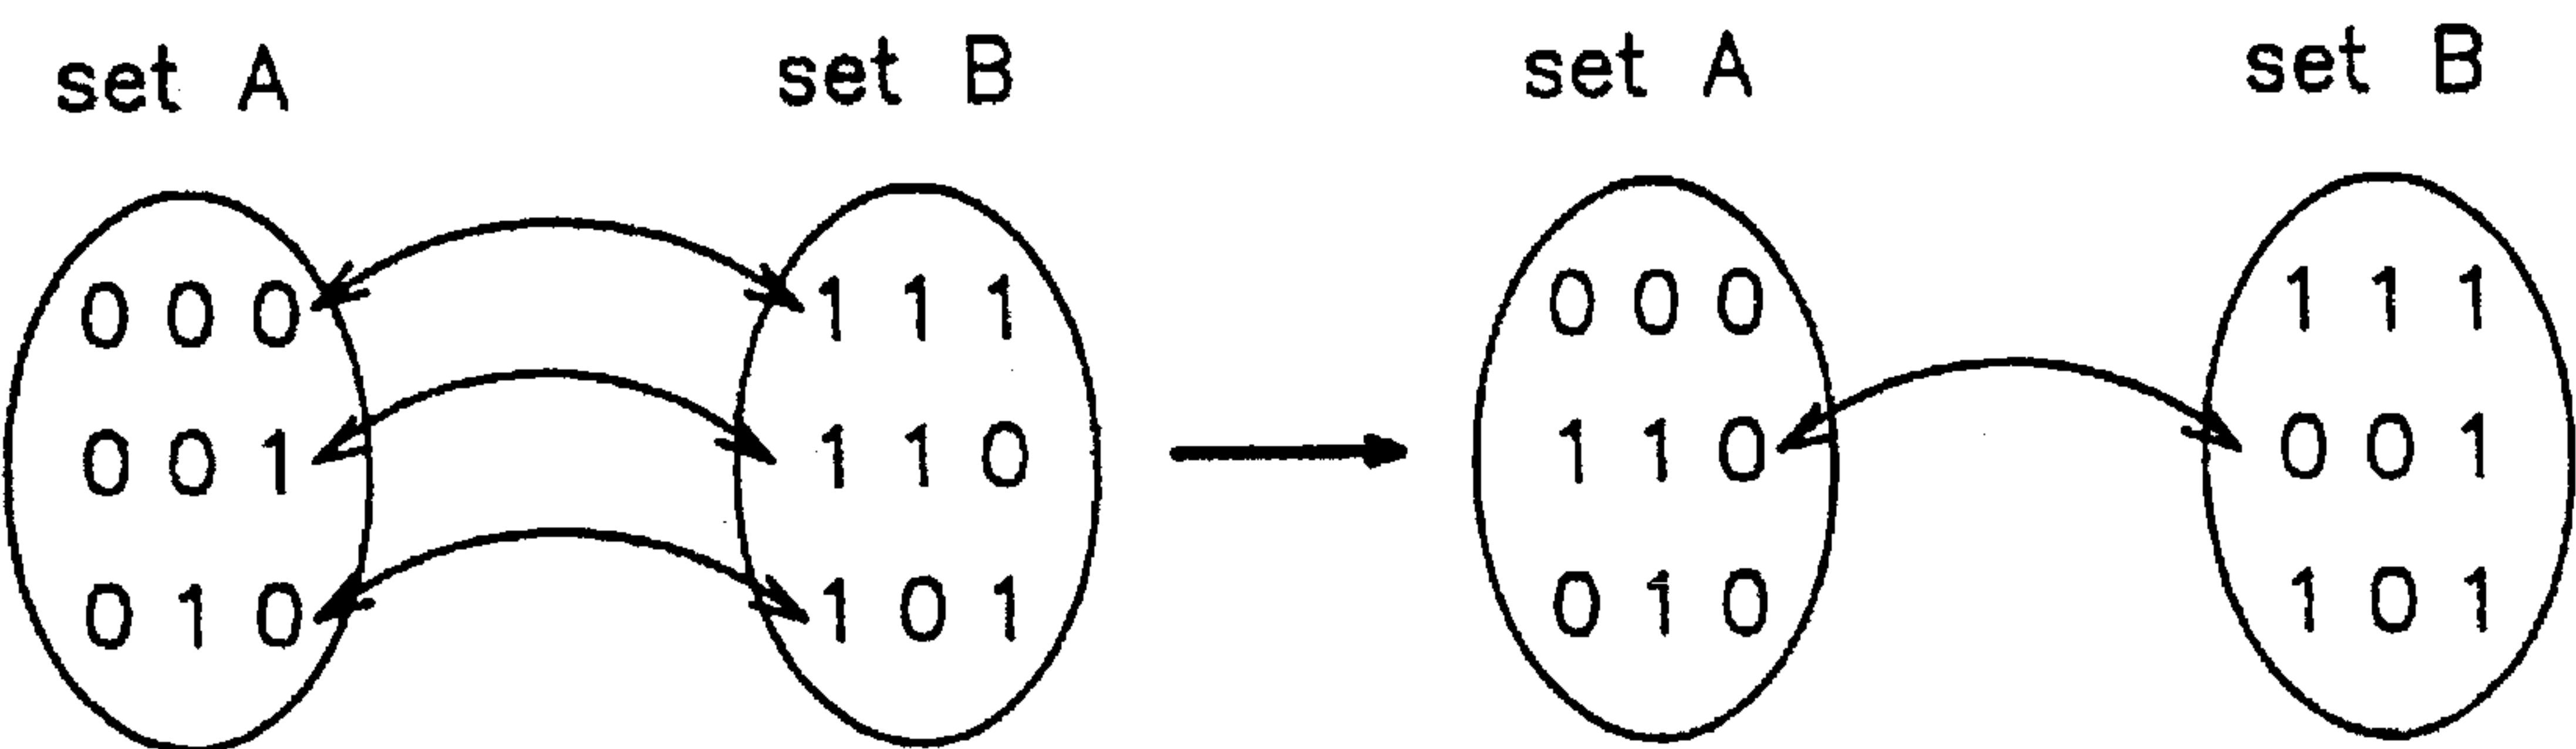 set A set B set A set B
0 0 0 1 1 1 0 0 0 1 1 1
0 0 1 1 1 0 1 1 0 0 0 1
0 1 0 1 0 1 0 1 0 1 0 1